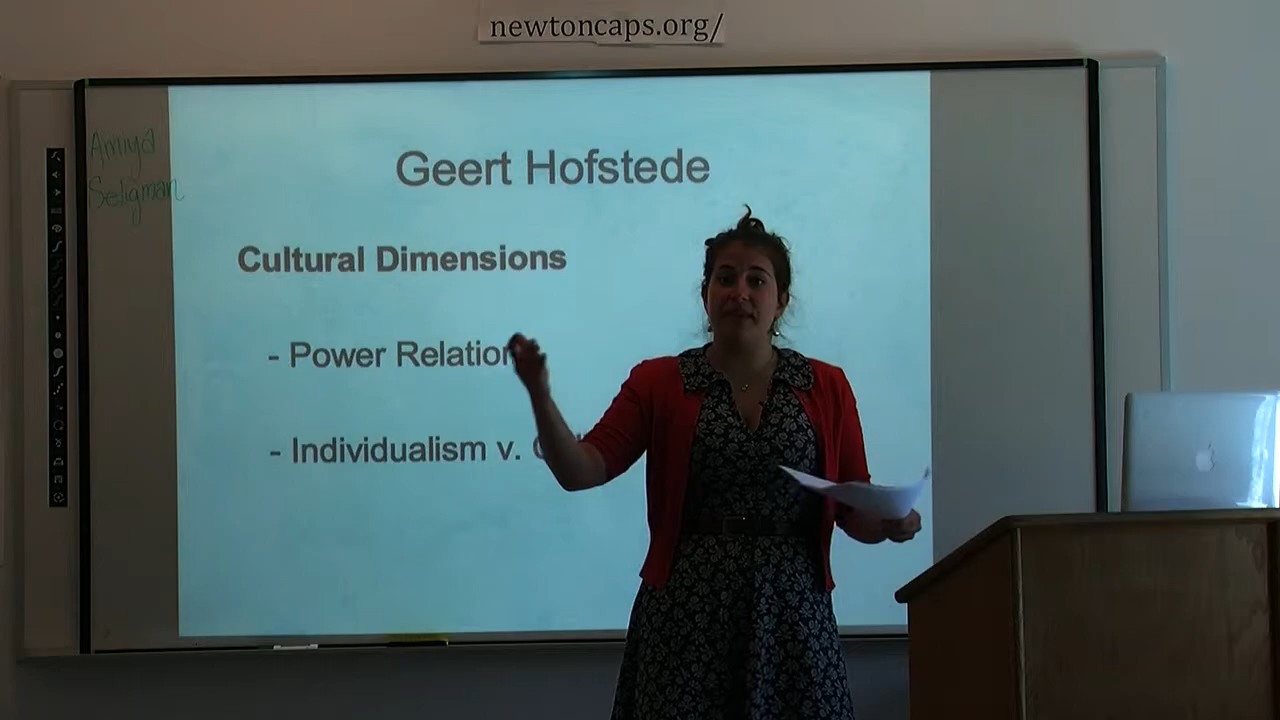 newtoncaps.org/
Amiya
Seligman
Geert Hofstede
Cultural Dimensions
- Power Relation
- Individualism v.